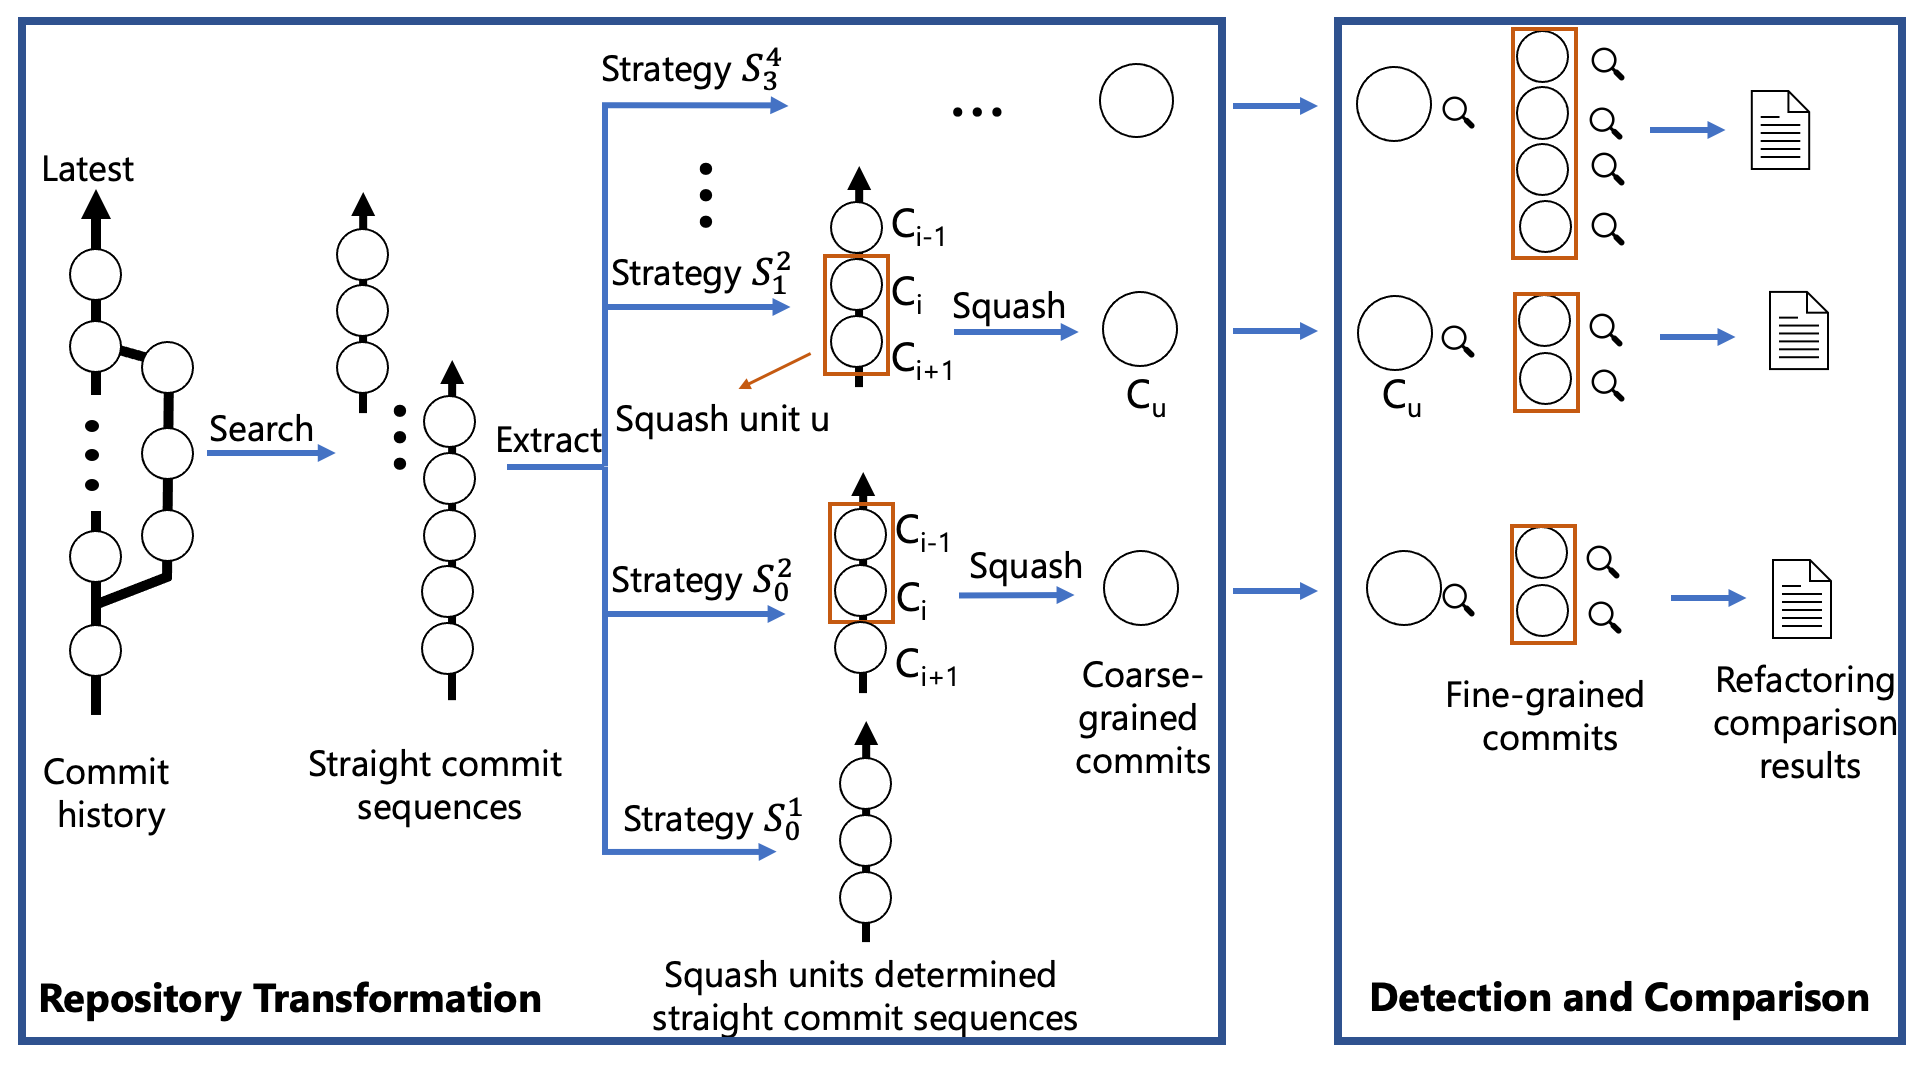 Latest
Commit
history
Search
Straight commit
sequences
Extract
Strategy S_3^4
Strategy S_1^2
Squash unit u
Strategy S_0^2
Strategy S_0^1
C_{i-1}
C_i
C_{i+1}
Squash
C_u
C_{i-1}
C_i
C_{i+1}
Squash
Coarse-
grained
commits
Squash units determined
straight commit sequences
Repository Transformation
C_u
Fine-grained
commits
Refactoring
comparison
results
Detection and Comparison